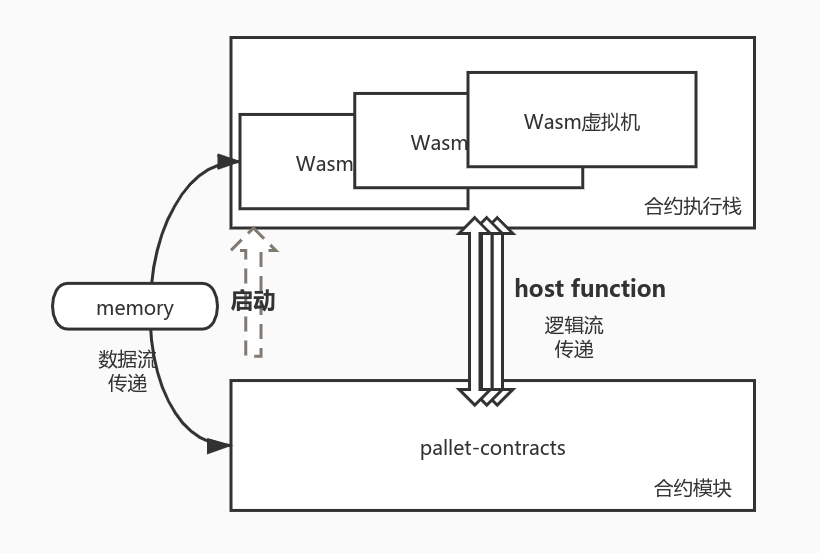 Wasm虚拟机
Wasm
Wasm
合约执行栈
启动
host function
逻辑流
传递
memory
数据流
传递
pallet-contracts
合约模块